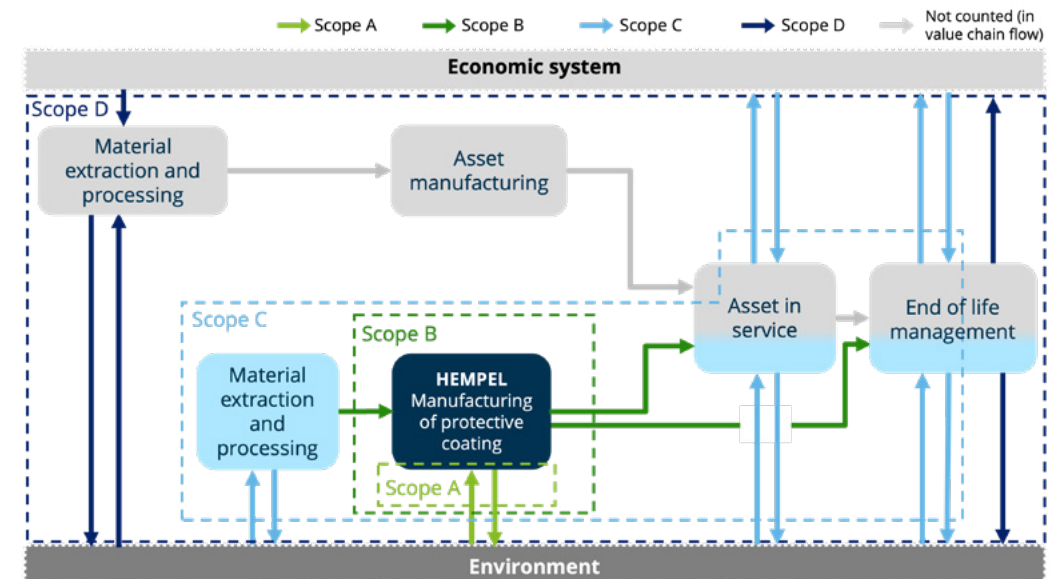 Scope A
Scope B
Scope C
Scope D
Not counted (in
value chain flow)
Economic system
Scope D
Material
extraction and
processing
Asset
manufacturing
Scope C
Scope B
Asset in
service
End of life
management
Material
extraction
and
processing
HEMPEL
Manufacturing
of protective
coating
Scope A
Environment